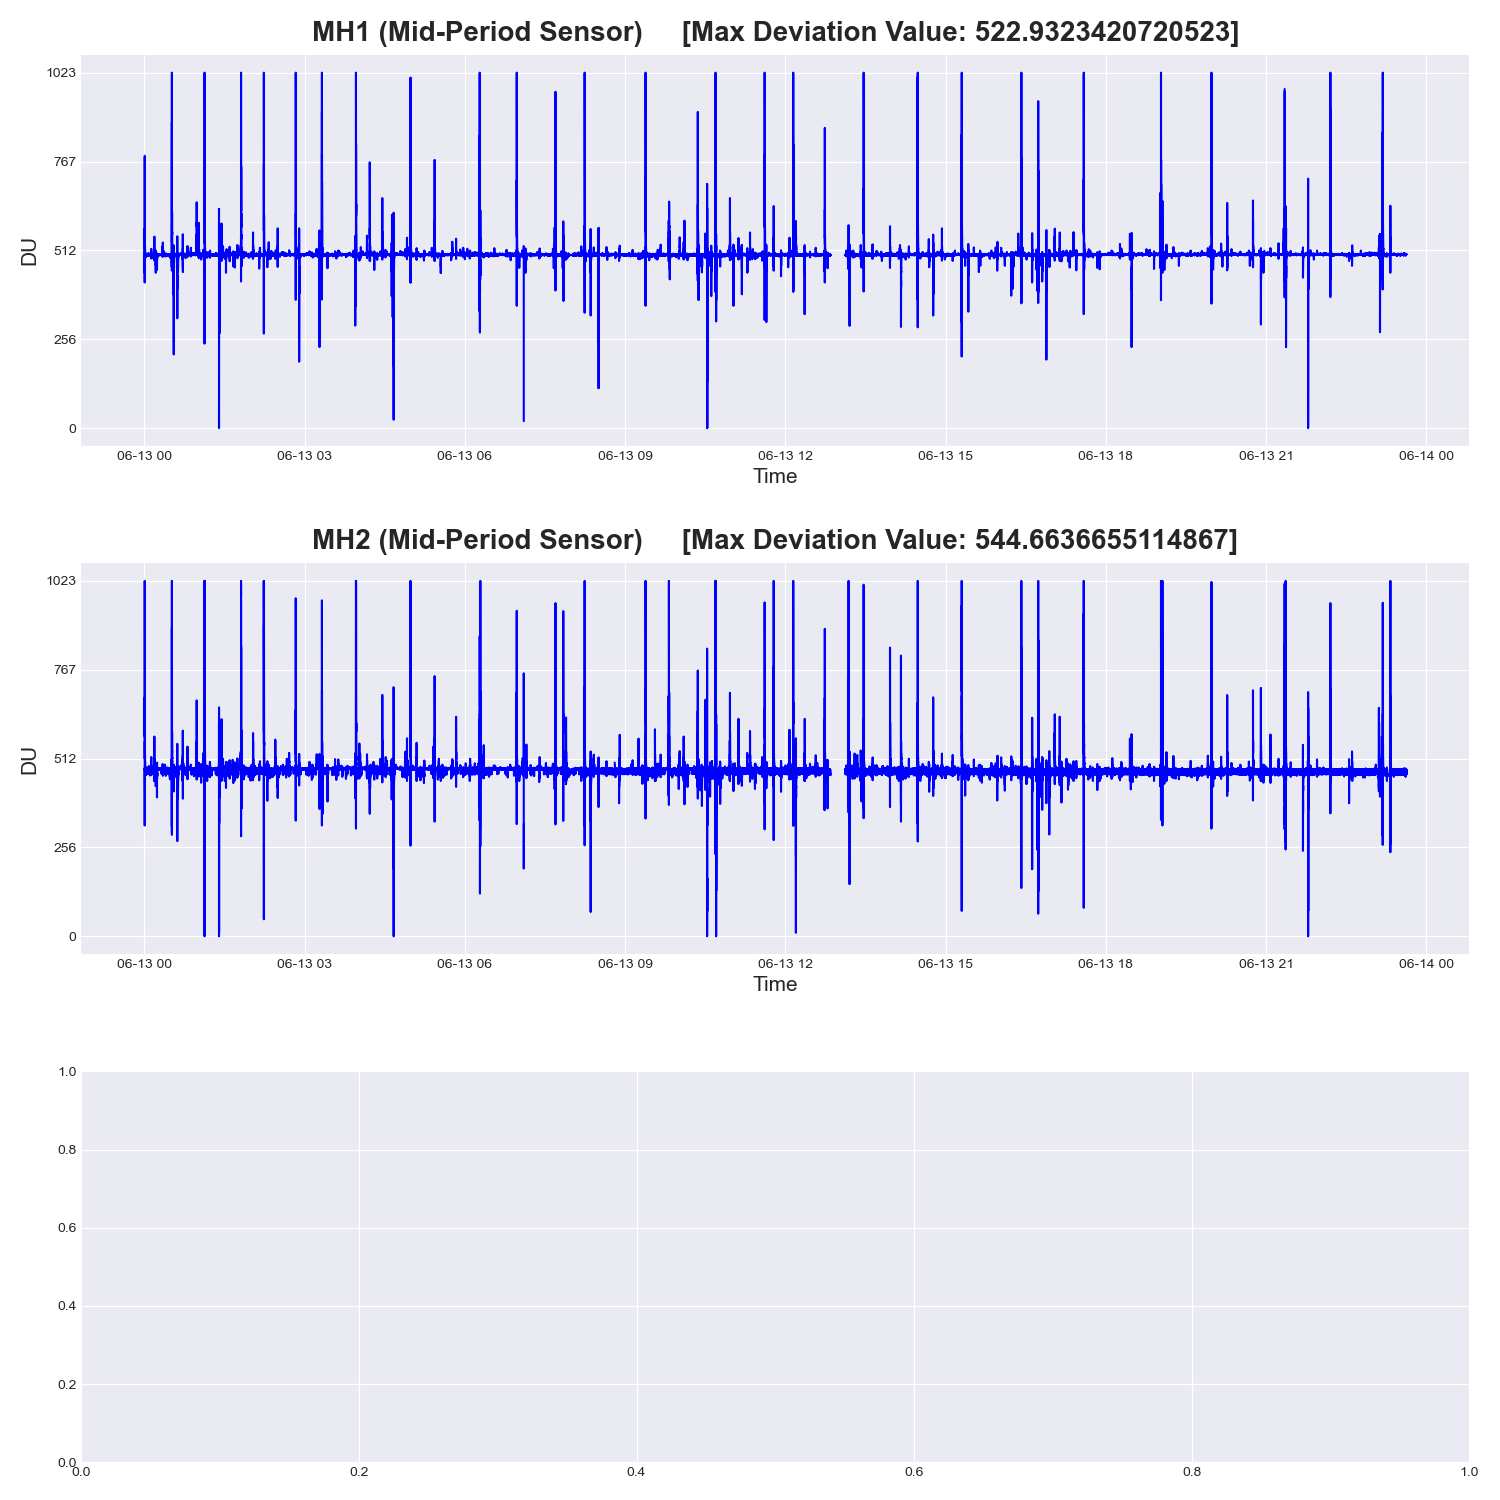 MH1 (Mid-Period Sensor) [Max Deviation Value: 522.9323420720523]
1023
767
512
256
0
DU
06-13 00 06-13 03 06-13 06 06-13 09 06-13 12 06-13 15 06-13 18 06-13 21 06-14 00
Time
MH2 (Mid-Period Sensor) [Max Deviation Value: 544.6636655114867]
1023
767
512
256
0
DU
06-13 00 06-13 03 06-13 06 06-13 09 06-13 12 06-13 15 06-13 18 06-13 21 06-14 00
Time
1.0
0.8
0.6
0.4
0.2
0.0
0.0 0.2 0.4 0.6 0.8 1.0